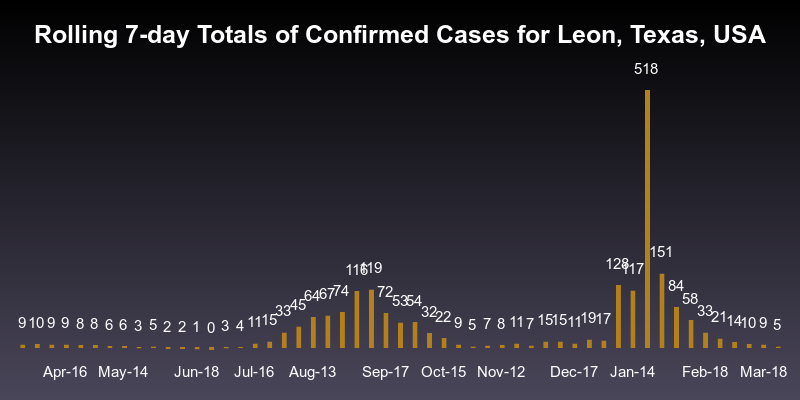 Rolling 7-day Totals of Confirmed Cases for Leon, Texas, USA
518
9 10 9 9 8 8 6 6 3 5 2 2 1 0 3 4 11 15 33 45 64 67 74 116 119 72 53 54 32 22 9 5 7 8 11 7 15 15 11 19 17 128 117 151 84 58 33 21 14 10 9 5
Apr-16 May-14 Jun-18 Jul-16 Aug-13 Sep-17 Oct-15 Nov-12 Dec-17 Jan-14 Feb-18 Mar-18